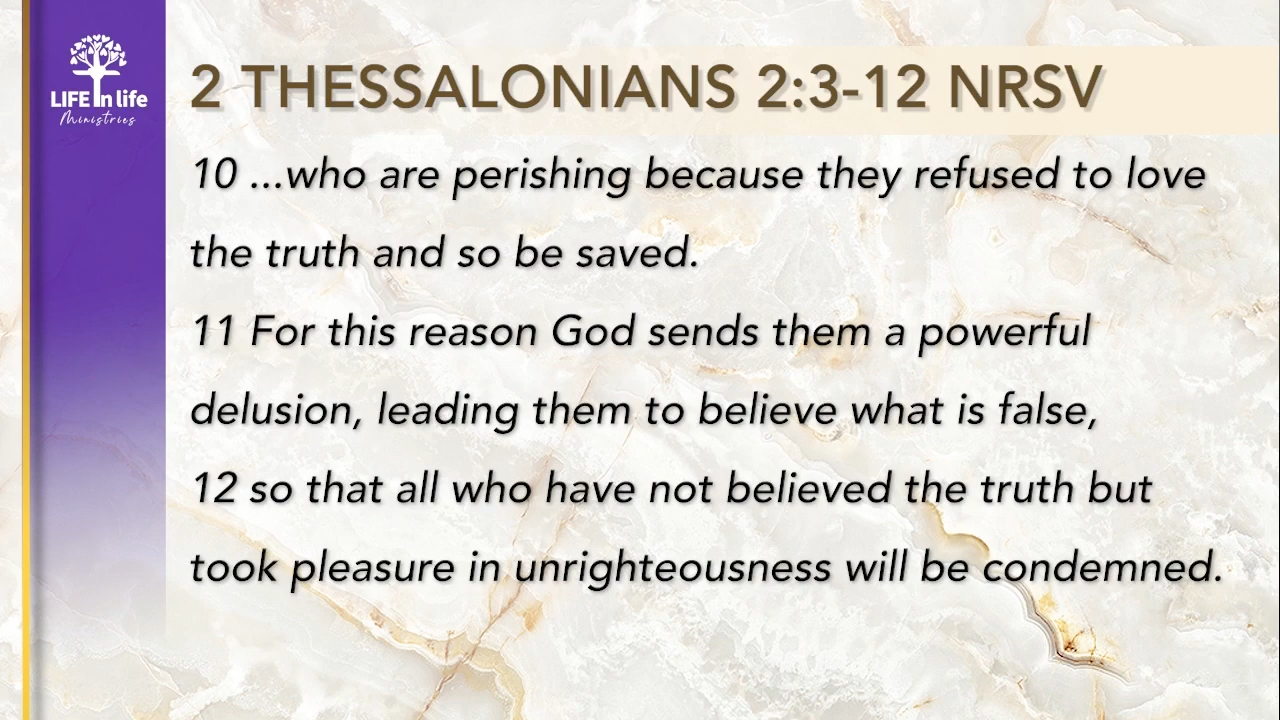 LIFE in life
Ministries
2 THESSALONIANS 2:3-12 NRSV
10 ...who are perishing because they refused to love
the truth and so be saved.
11 For this reason God sends them a powerful
delusion, leading them to believe what is false,
12 so that all who have not believed the truth but
took pleasure in unrighteousness will be condemned.